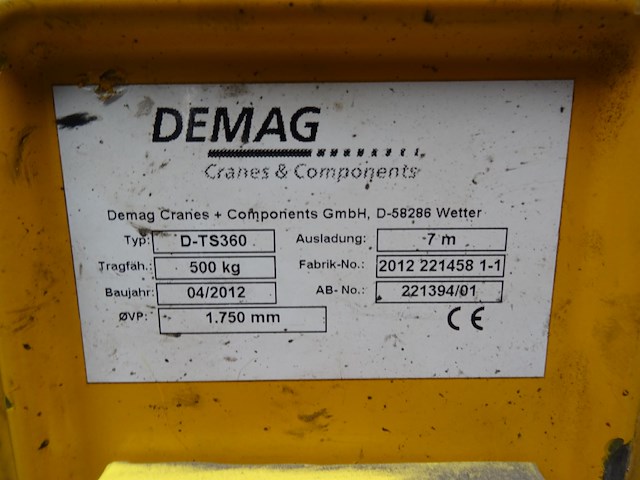 DEMAG
Cranes & Components
Demag Cranes + Components GmbH, D-58286 Wetter
Typ: D-TS360 Ausladung: 7 m
Tragfäh.: 500 kg Fabrik-No.: 2012 221458 1-1
Baujahr: 04/2012 AB- No.: 221394/01
ØVP: 1.750 mm CE